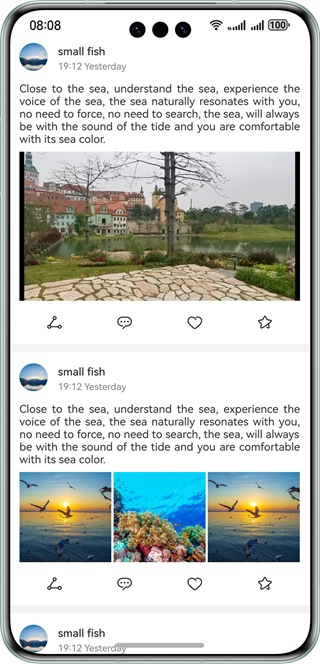 08:08
100
small fish
19:12 Yesterday
Close to the sea, understand the sea, experience the
voice of the sea, the sea naturally resonates with you,
no need to force, no need to search, the sea, will always
be with the sound of the tide and you are comfortable
with its sea color.
small fish
19:12 Yesterday
Close to the sea, understand the sea, experience the
voice of the sea, the sea naturally resonates with you,
no need to force, no need to search, the sea, will always
be with the sound of the tide and you are comfortable
with its sea color.
small fish
19:12 Yesterday